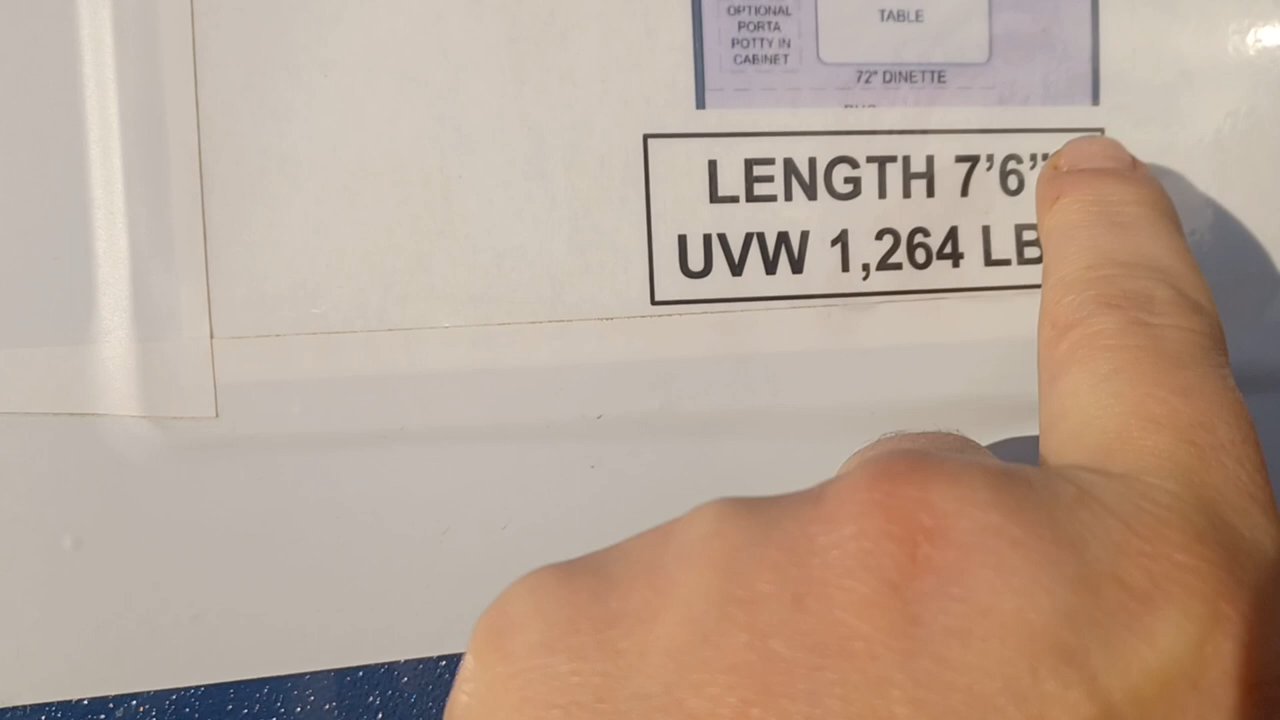 OPTIONAL
PORTA
POTTY IN
CABINET
TABLE
72" DINETTE
LENGTH 7'6"
UVW 1,264 LB